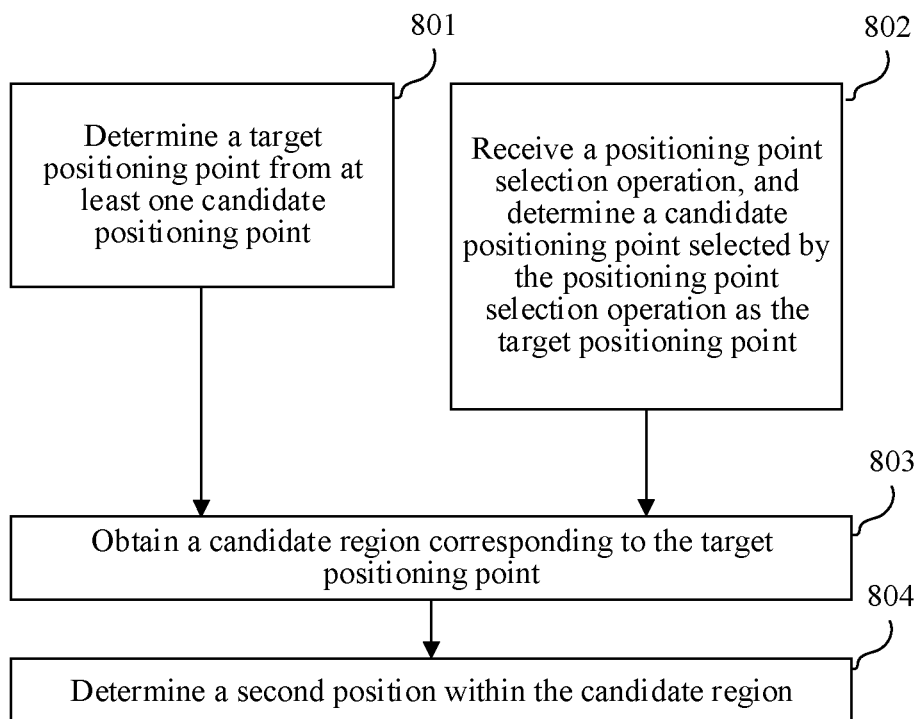 801
Determine a target
positioning point from at
least one candidate
positioning point
802
Receive a positioning point
selection operation, and
determine a candidate
positioning point selected by
the positioning point
selection operation as the
target positioning point
803
Obtain a candidate region corresponding to the target
positioning point
804
Determine a second position within the candidate region